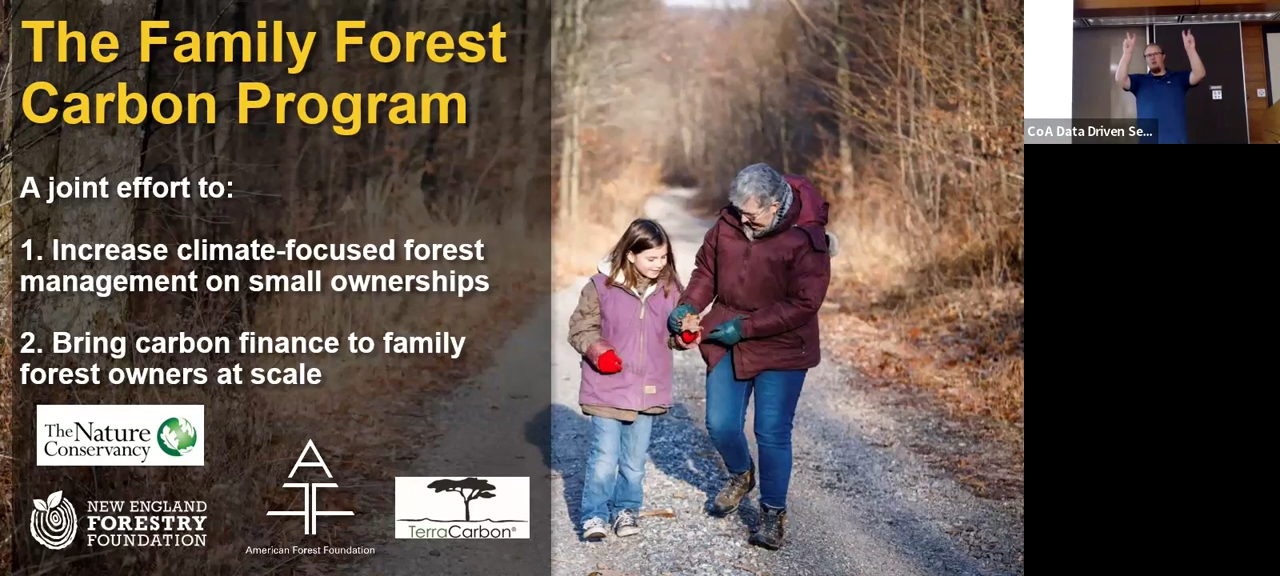 The Family Forest
Carbon Program
A joint effort to:
1. Increase climate-focused forest
management on small ownerships
2. Bring carbon finance to family
forest owners at scale
The Nature
Conservancy
NEW ENGLAND
FORESTRY
FOUNDATION
American Forest Foundation
TerraCarbon®
CoA Data Driven Se...